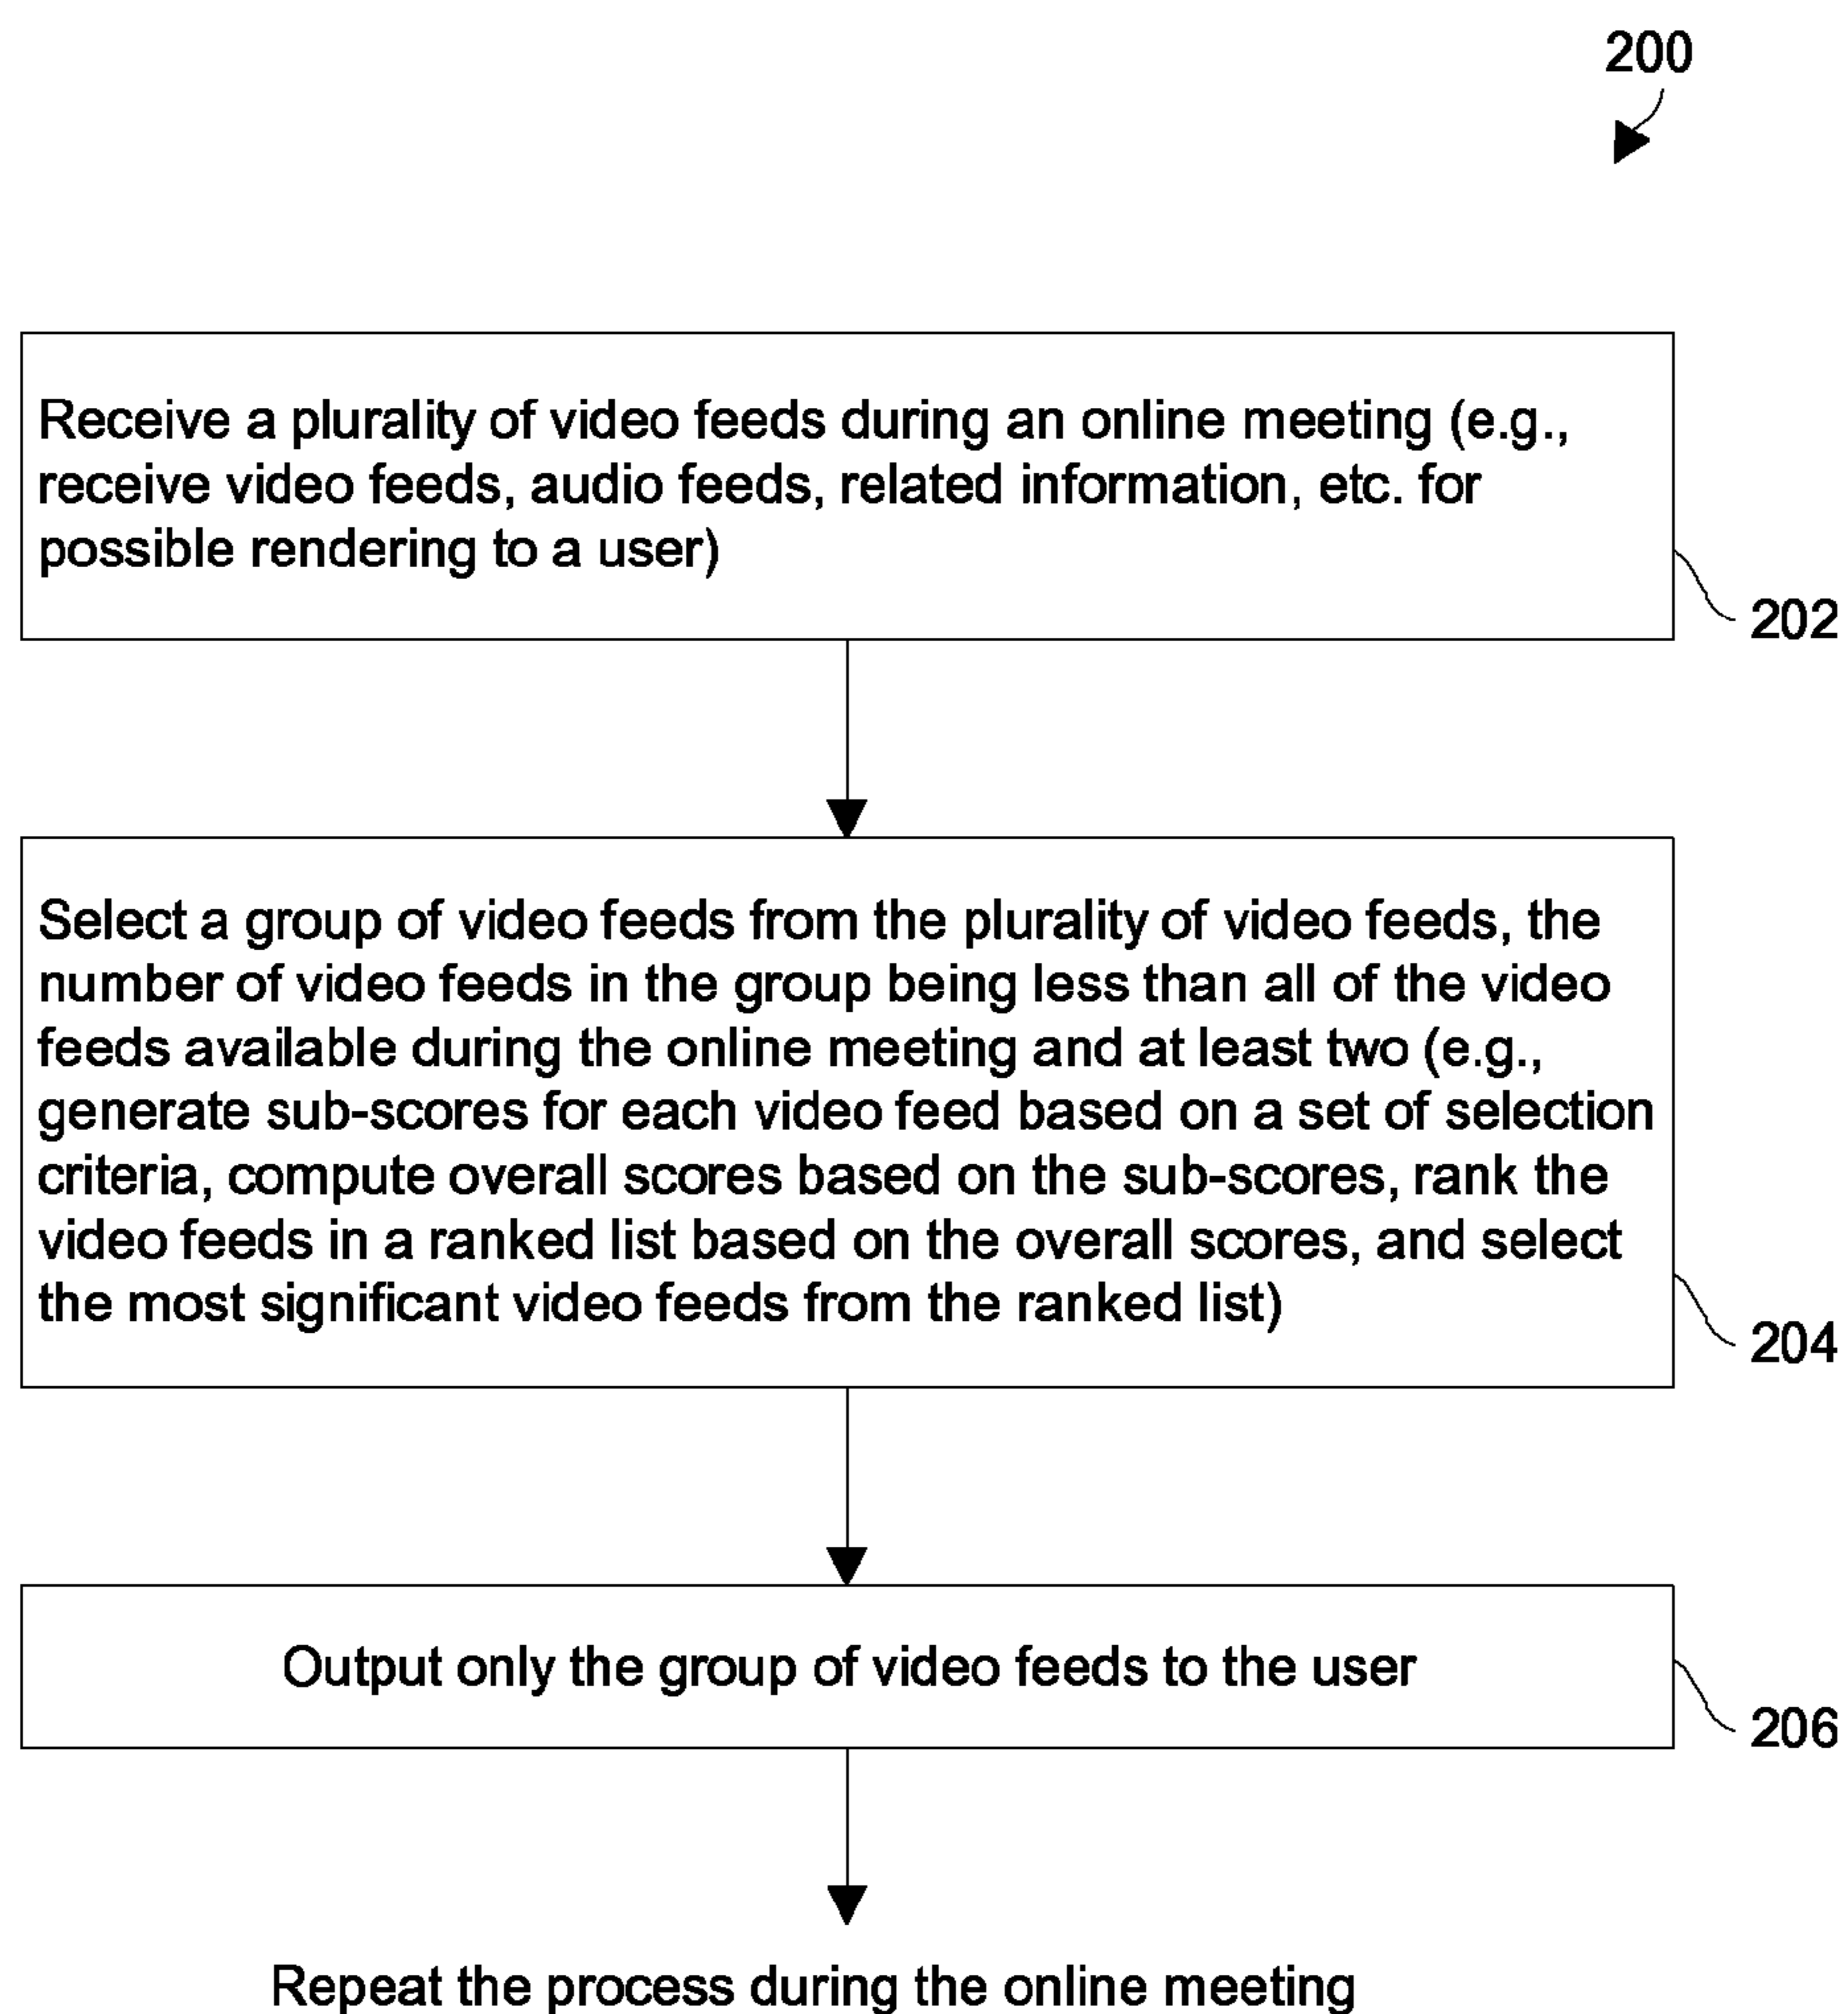 200
Receive a plurality of video feeds during an online meeting (e.g.,
receive video feeds, audio feeds, related information, etc. for
possible rendering to a user)
202
Select a group of video feeds from the plurality of video feeds, the
number of video feeds in the group being less than all of the video
feeds available during the online meeting and at least two (e.g.,
generate sub-scores for each video feed based on a set of selection
criteria, compute overall scores based on the sub-scores, rank the
video feeds in a ranked list based on the overall scores, and select
the most significant video feeds from the ranked list)
204
Output only the group of video feeds to the user
206
Repeat the process during the online meeting